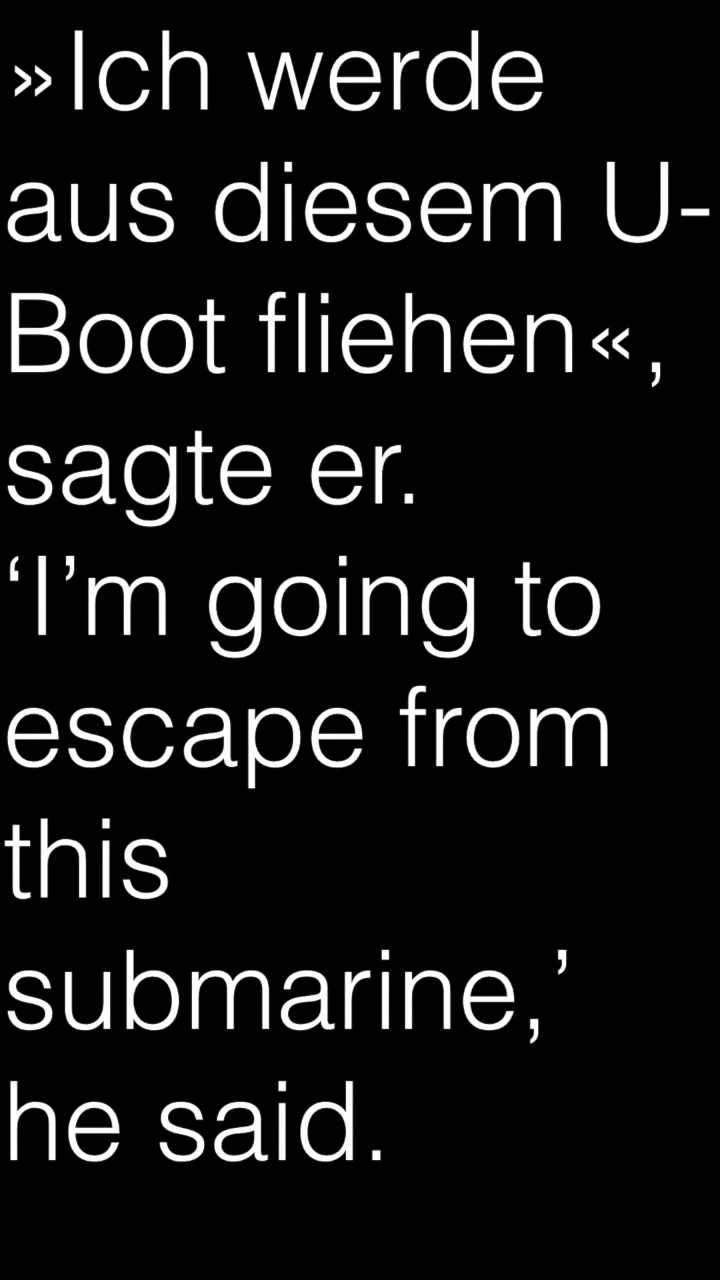 »Ich werde
aus diesem U-
Boot fliehen«,
sagte er.
‘I’m going to
escape from
this
submarine,’
he said.